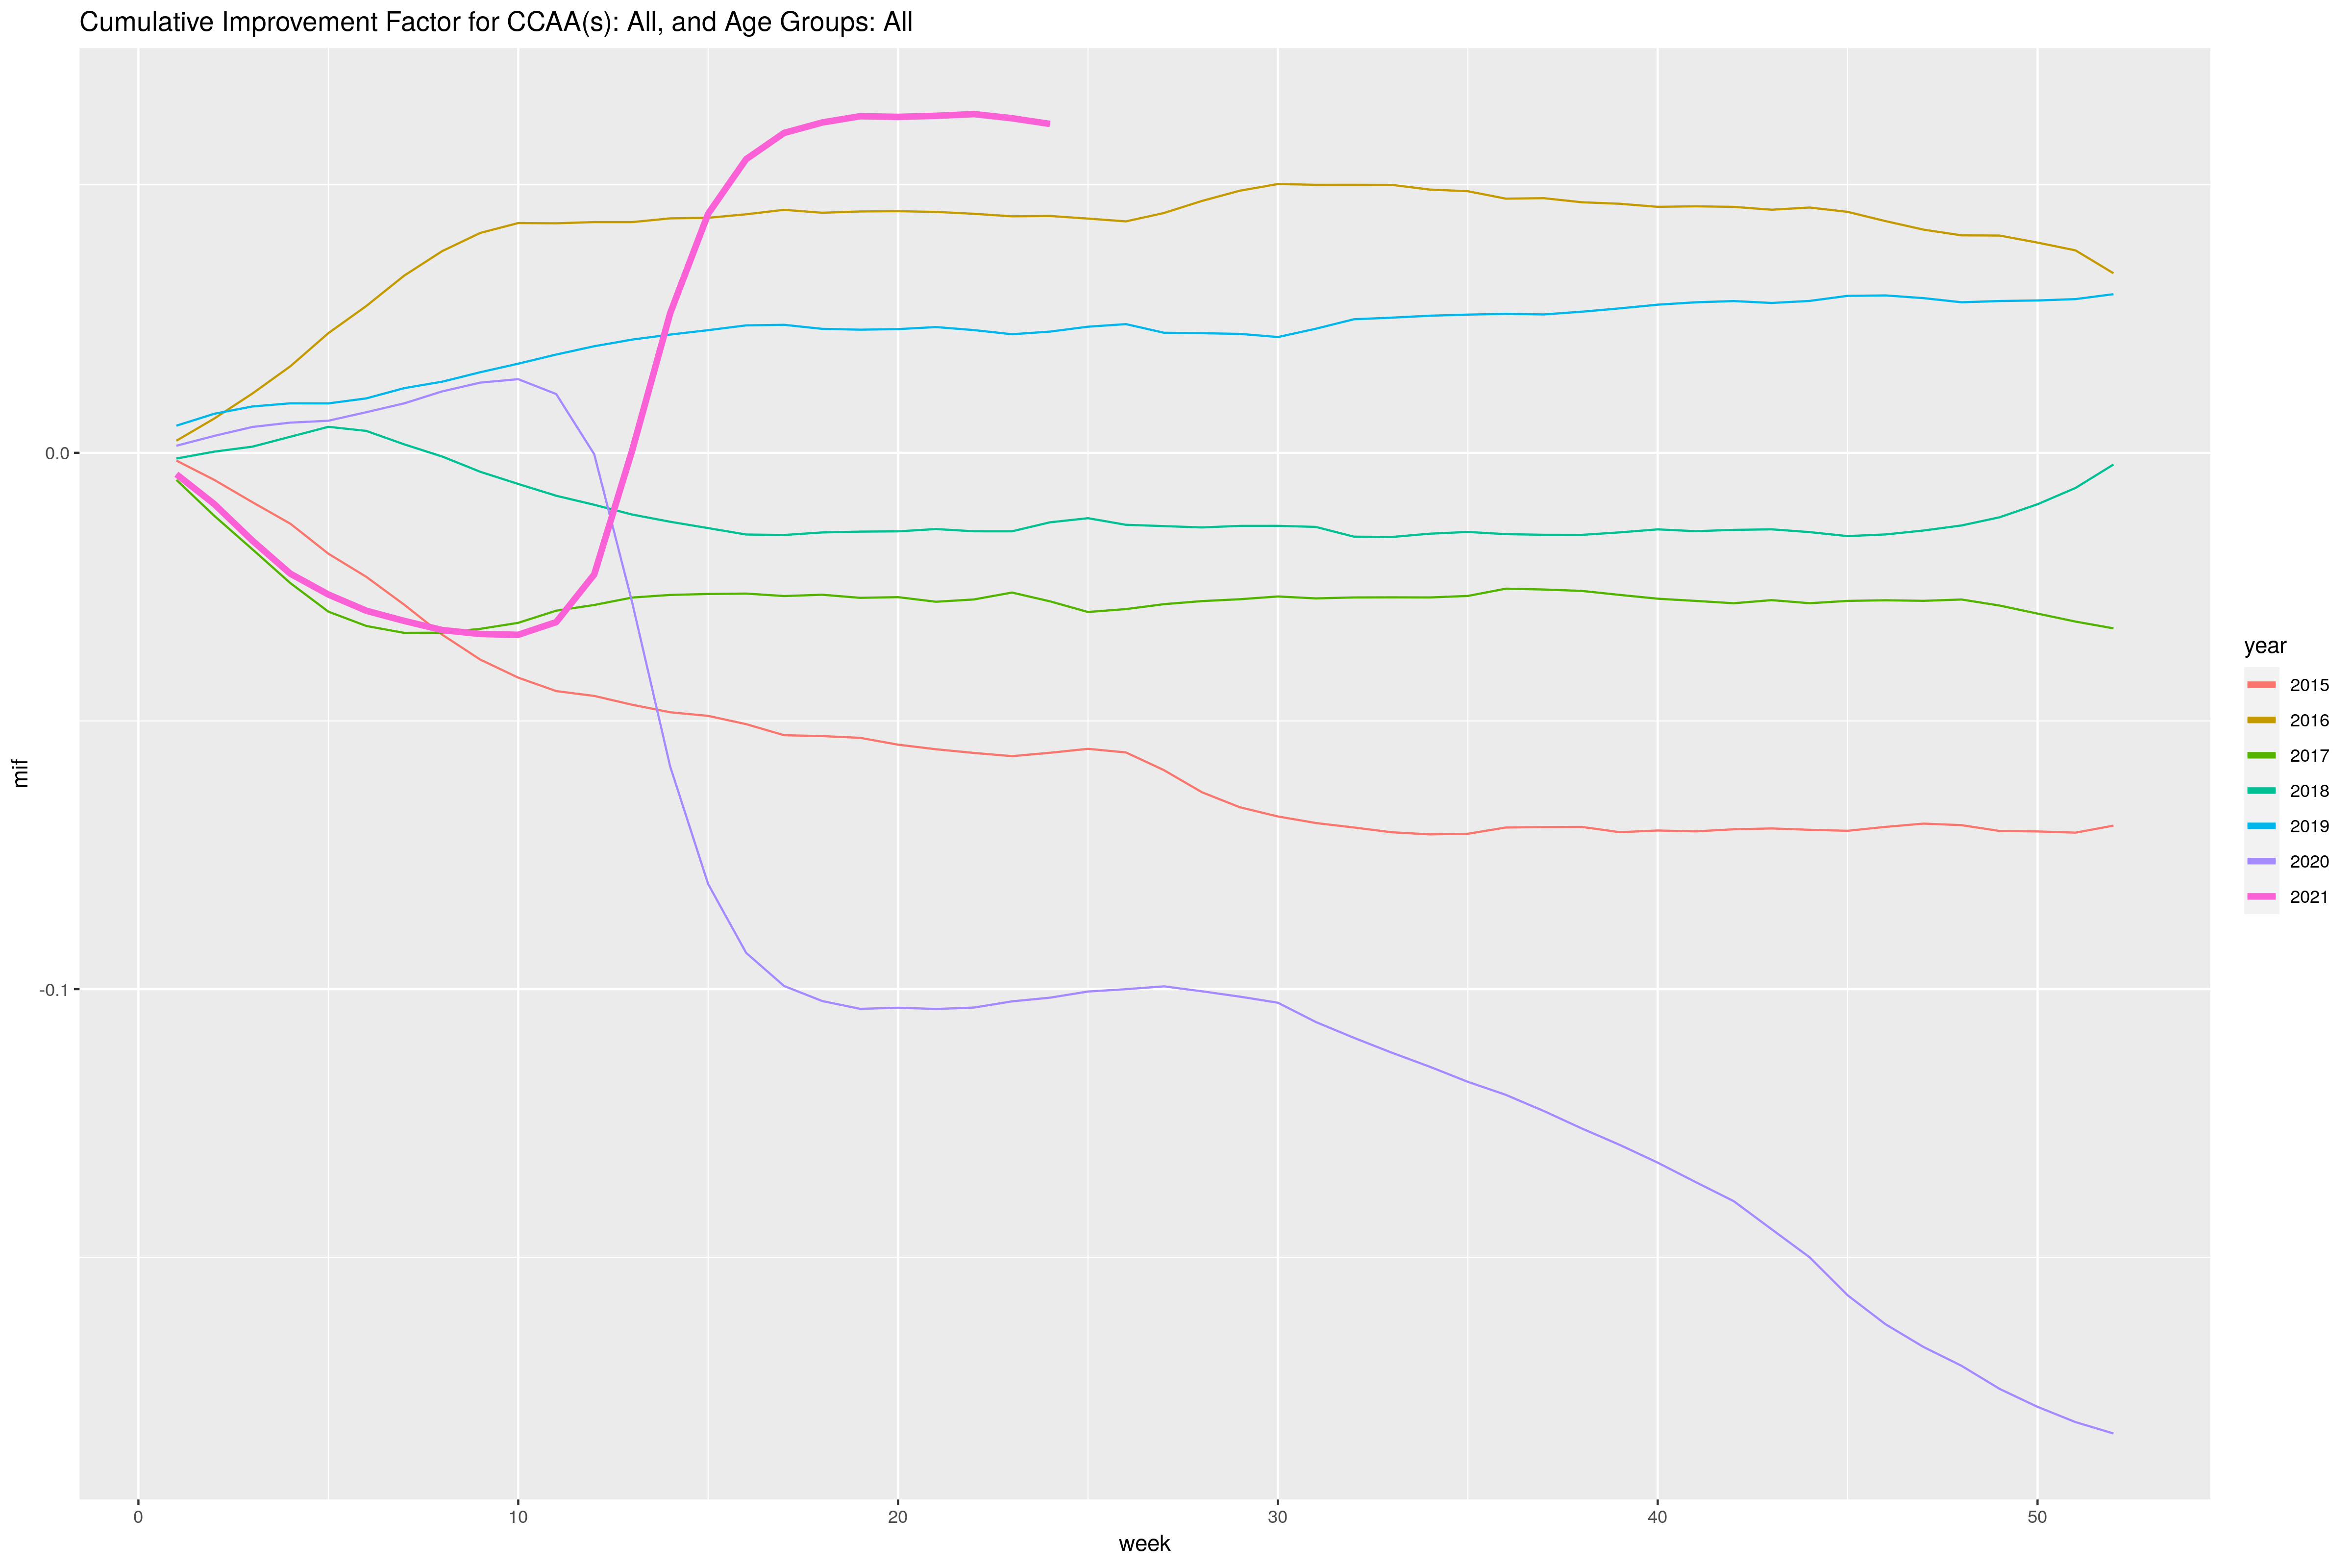 Cumulative Improvement Factor for CCAA(s): All, and Age Groups: All
mif
0.0
-0.1
0 10 20 30 40 50
week
year
2015
2016
2017
2018
2019
2020
2021